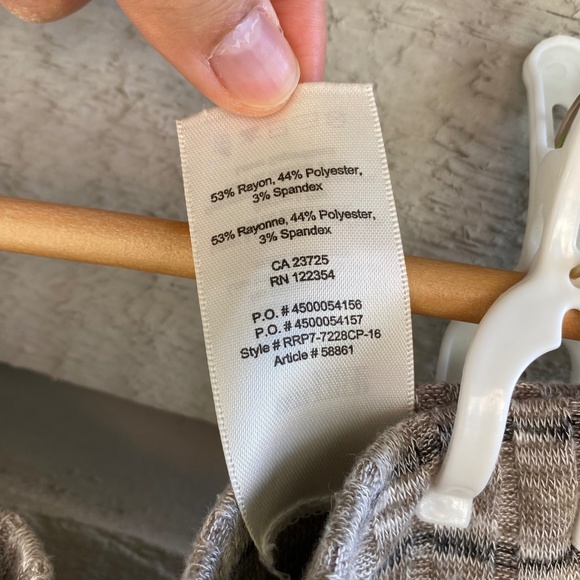 53% Rayon, 44% Polyester,
3% Spandex
53% Rayonne, 44% Polyester,
3% Spandex
CA 23725
RN 122354
P.O. # 4500054156
P.O. # 4500054157
Style # RRP7-7228CP-16
Article # 58861